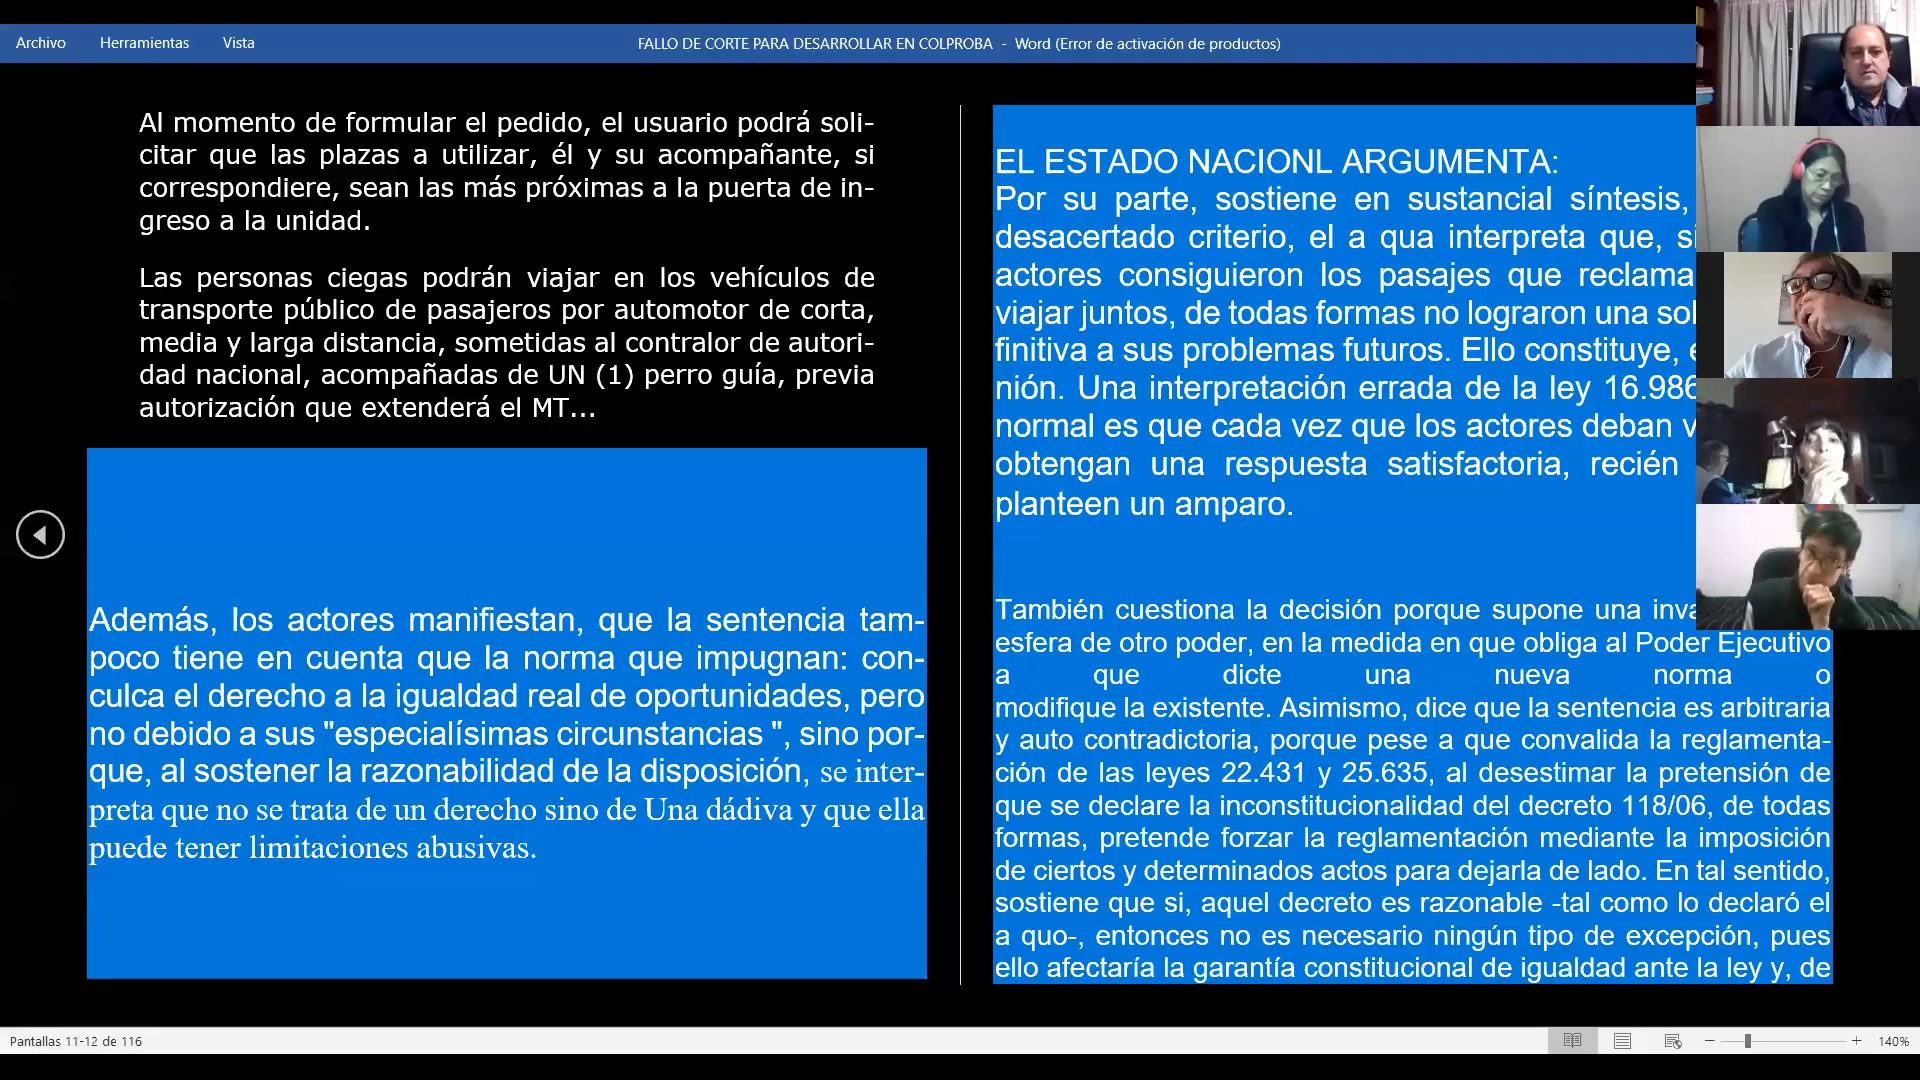 Archivo Herramientas Vista
FALLO DE CORTE PARA DESARROLLAR EN COLPROBA - Word (Error de activación de productos)
Al momento de formular el pedido, el usuario podrá soli-
citar que las plazas a utilizar, él y su acompañante, si
correspondiere, sean las más próximas a la puerta de in-
greso a la unidad.
Las personas ciegas podrán viajar en los vehículos de
transporte público de pasajeros por automotor de corta,
media y larga distancia, sometidas al contralor de autori-
dad nacional, acompañadas de UN (1) perro guía, previa
autorización que extenderá el MT...
Además, los actores manifiestan, que la sentencia tam-
poco tiene en cuenta que la norma que impugnan: con-
culca el derecho a la igualdad real de oportunidades, pero
no debido a sus "especialísimas circunstancias ", sino por-
que, al sostener la razonabilidad de la disposición, se inter-
preta que no se trata de un derecho sino de Una dádiva y que ella
puede tener limitaciones abusivas.
EL ESTADO NACIONL ARGUMENTA:
Por su parte, sostiene en sustancial síntesis,
desacertado criterio, el a qua interpreta que, si
actores consiguieron los pasajes que reclama
viajar juntos, de todas formas no lograron una sol
finitiva a sus problemas futuros. Ello constituye,
nión. Una interpretación errada de la ley 16.986
normal es que cada vez que los actores deban v
obtengan una respuesta satisfactoria, recién
planteen un amparo.
También cuestiona la decisión porque supone una inva
esfera de otro poder, en la medida en que obliga al Poder Ejecutivo
a que dicte una nueva norma o
modifique la existente. Asimismo, dice que la sentencia es arbitraria
y auto contradictoria, porque pese a que convalida la reglamenta-
ción de las leyes 22.431 y 25.635, al desestimar la pretensión de
que se declare la inconstitucionalidad del decreto 118/06, de todas
formas, pretende forzar la reglamentación mediante la imposición
de ciertos y determinados actos para dejarla de lado. En tal sentido,
sostiene que si, aquel decreto es razonable -tal como lo declaró el
a quo-, entonces no es necesario ningún tipo de excepción, pues
ello afectaría la garantía constitucional de igualdad ante la ley y, de
Pantallas 11-12 de 116
140%